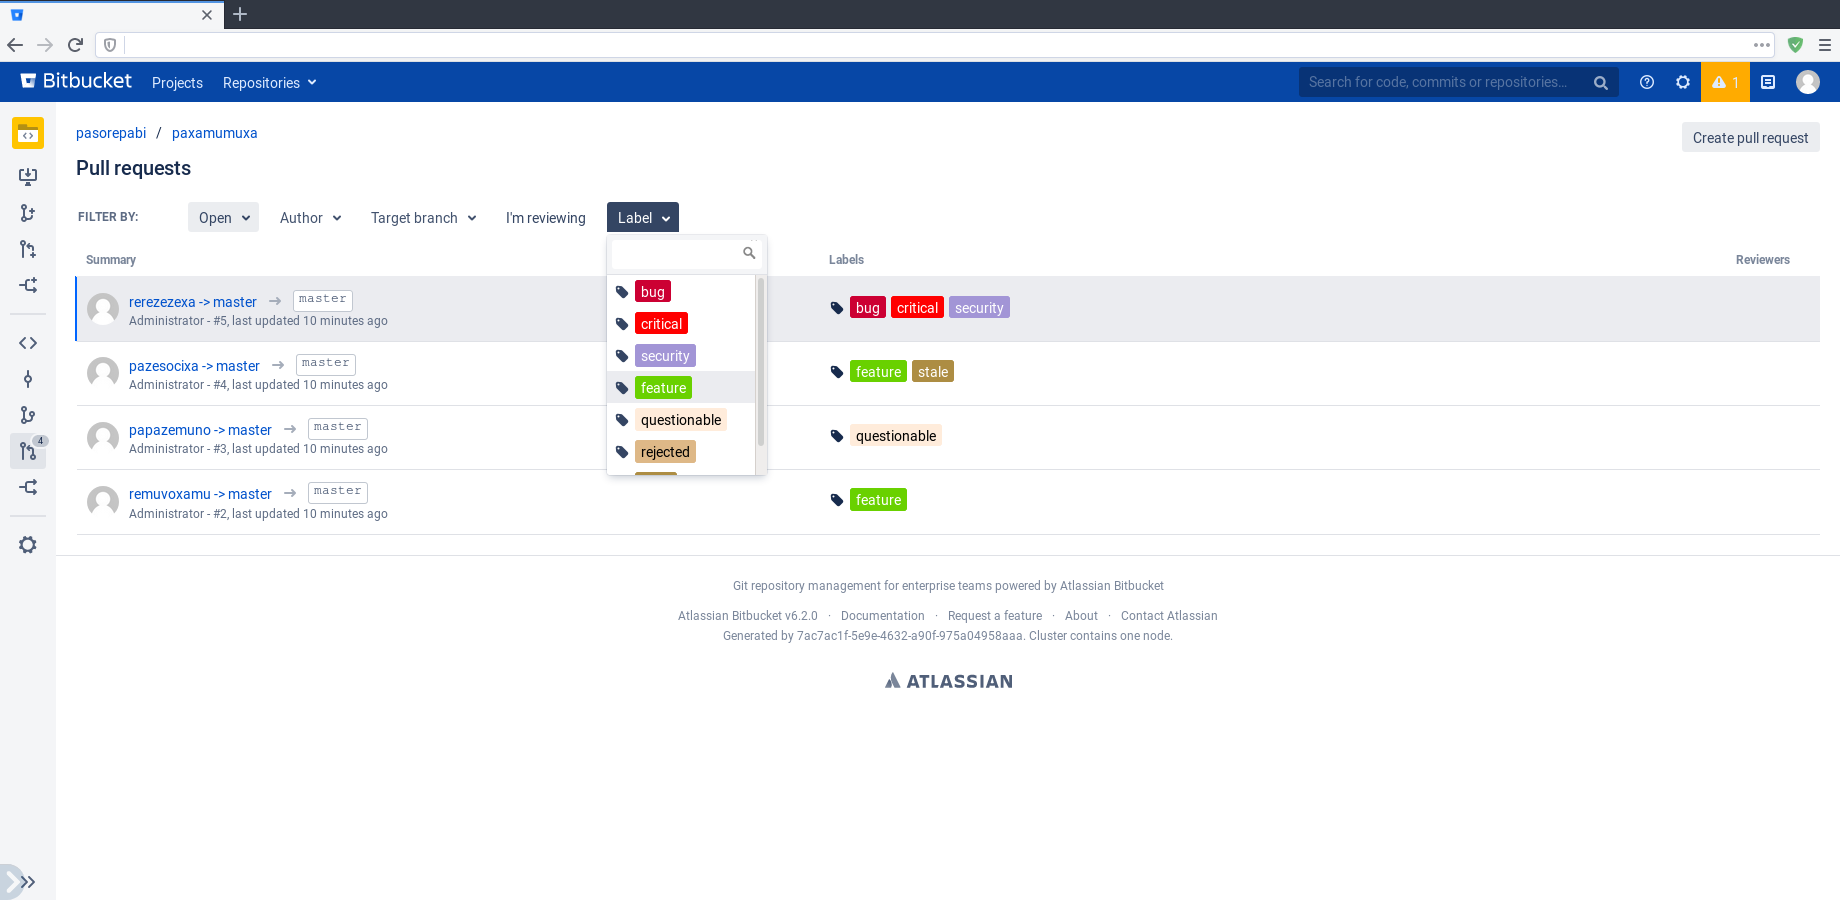 Bitbucket Projects Repositories Search for code, commits or repositories... 1
pasorepabi / paxamumuxa
Create pull request
Pull requests
FILTER BY: Open Author Target branch I'm reviewing Label
Summary Labels Reviewers
bug
critical
security
feature
questionable
rejected
rerezezexa -> master master bug critical security
Administrator - #5, last updated 10 minutes ago
pazesocixa -> master master feature stale
Administrator - #4, last updated 10 minutes ago
papazemuno -> master master questionable
Administrator - #3, last updated 10 minutes ago
4
remuvoxamu -> master master feature
Administrator - #2, last updated 10 minutes ago
Git repository management for enterprise teams powered by Atlassian Bitbucket
Atlassian Bitbucket v6.2.0 · Documentation · Request a feature · About · Contact Atlassian
Generated by 7ac7ac1f-5e9e-4632-a90f-975a04958aaa. Cluster contains one node.
ATLASSIAN